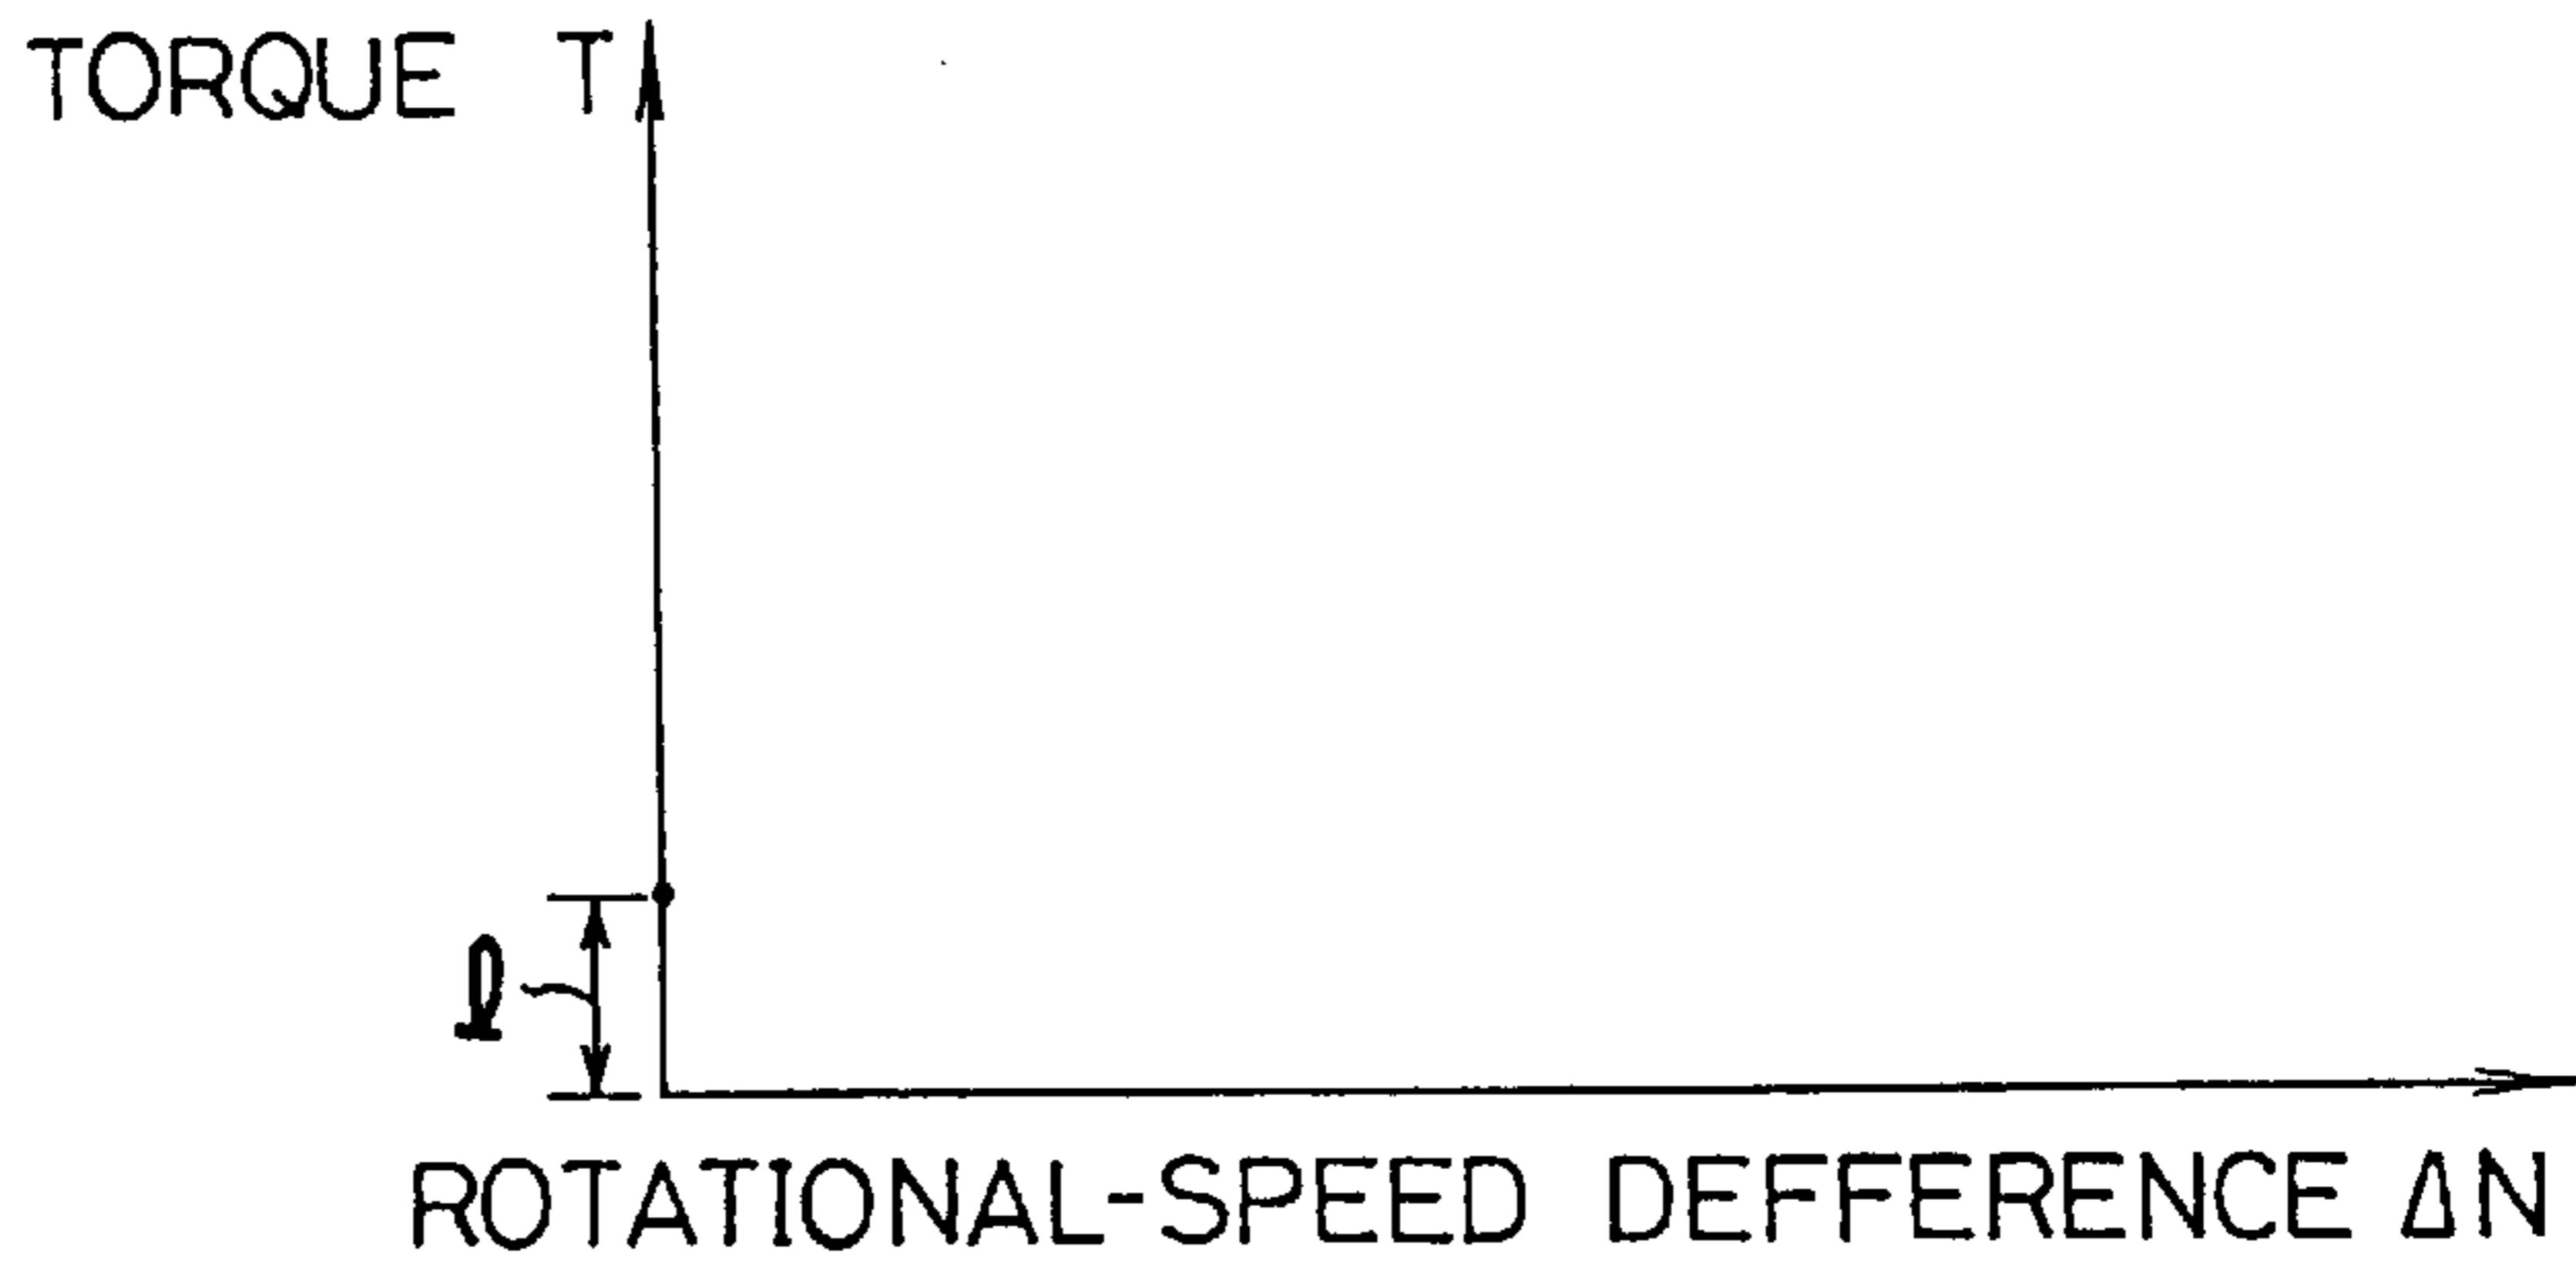 TORQUE T
ℓ
ROTATIONAL-SPEED DEFFERENCE ΔN